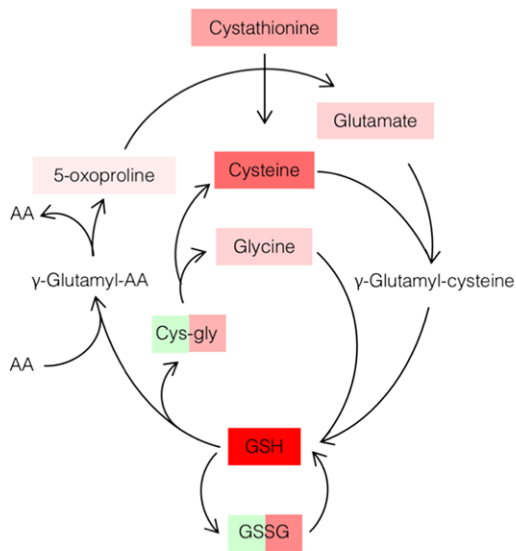 Cystathionine
Glutamate
5-oxoproline
Cysteine
AA
Glycine
γ-Glutamyl-AA
γ-Glutamyl-cysteine
Cys-gly
AA
GSH
GSSG